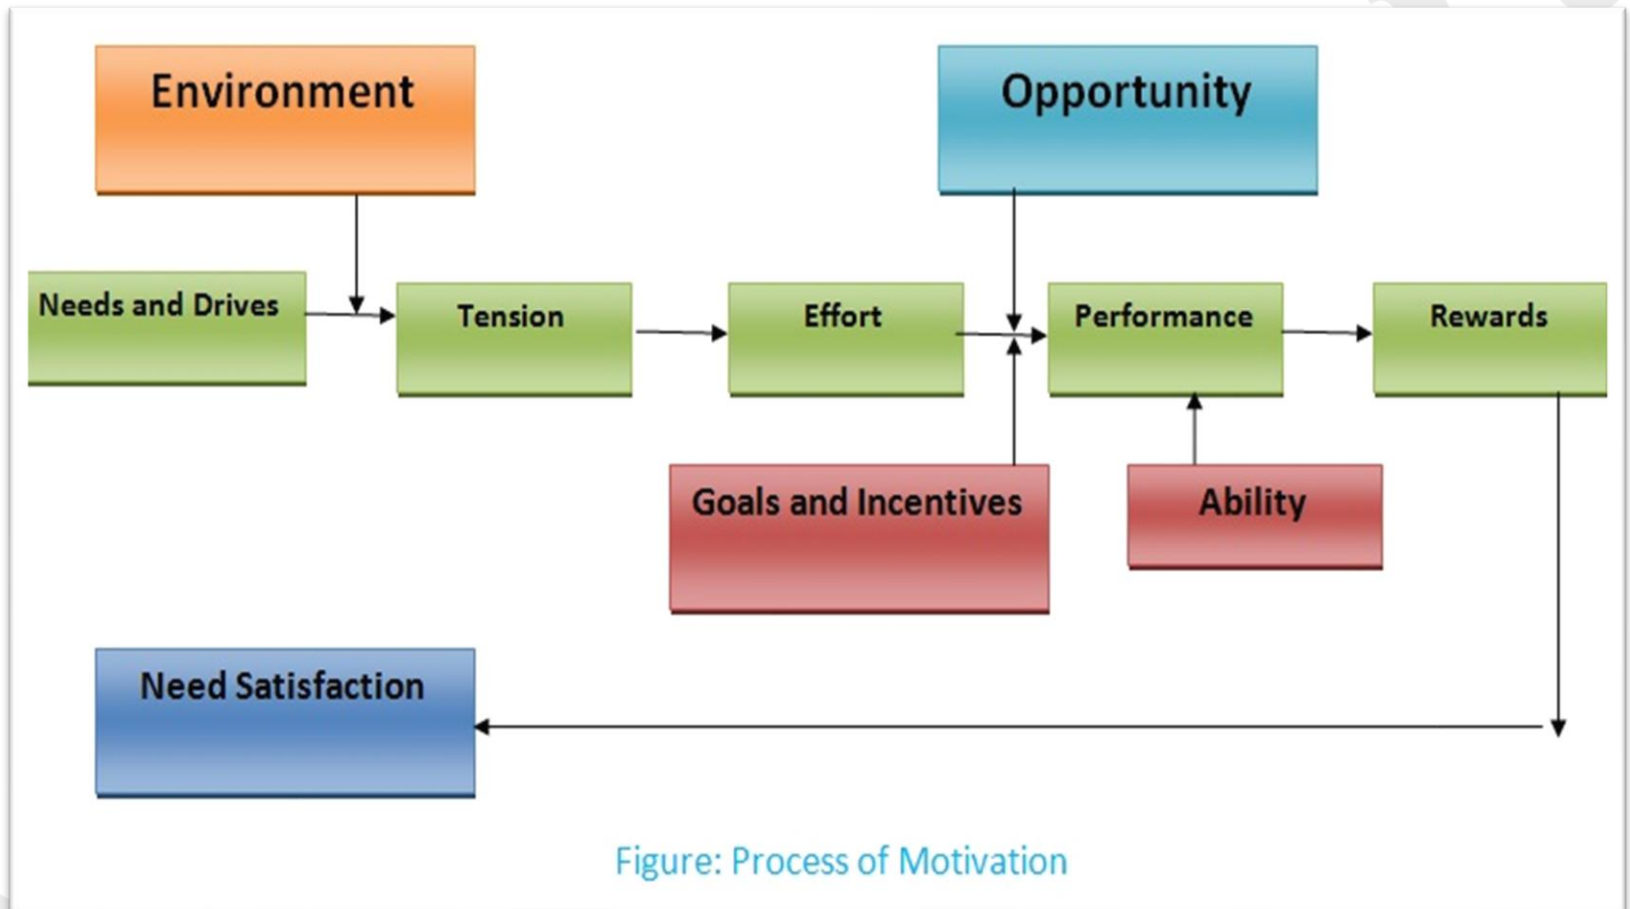 Environment
Opportunity
Needs and Drives
Tension
Effort
Performance
Rewards
Goals and Incentives
Ability
Need Satisfaction
Figure: Process of Motivation